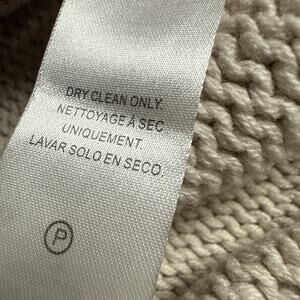 DRY CLEAN ONLY.
NETTOYAGE À SEC
UNIQUEMENT.
LAVAR SOLO EN SECO.
P